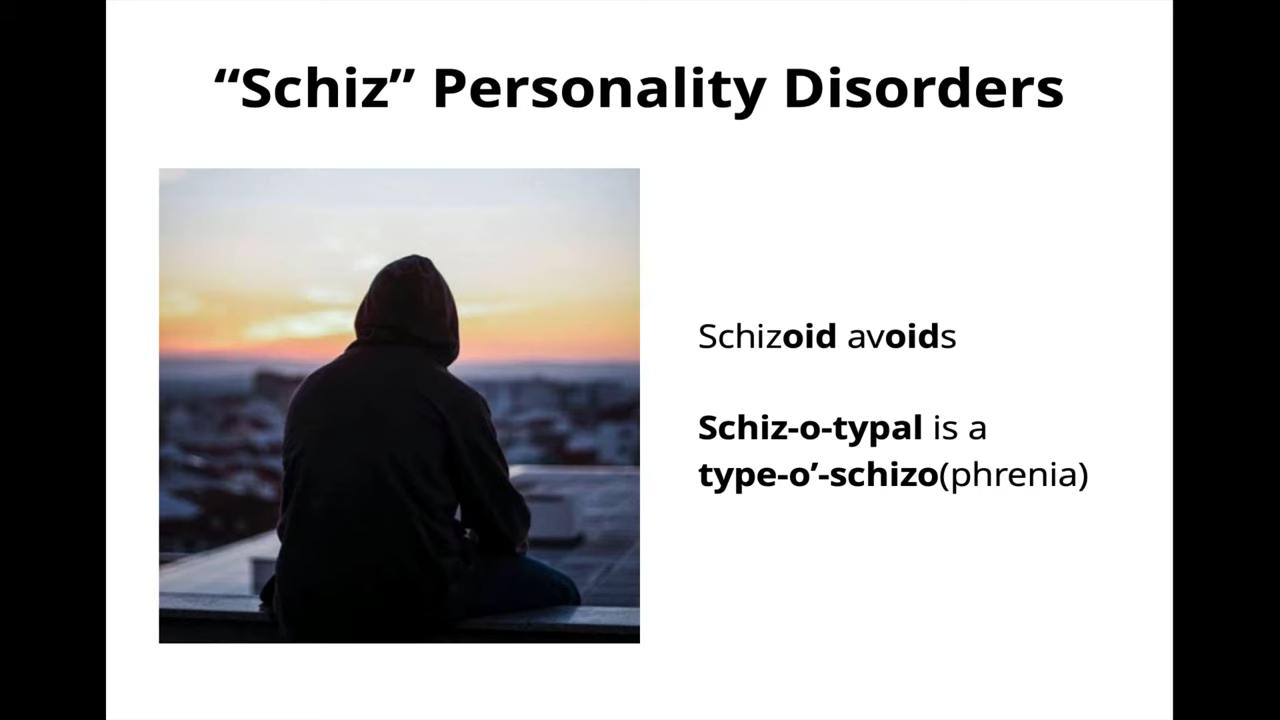 “Schiz” Personality Disorders
Schizoid avoids
Schiz-o-typal is a
type-o’-schizo(phrenia)